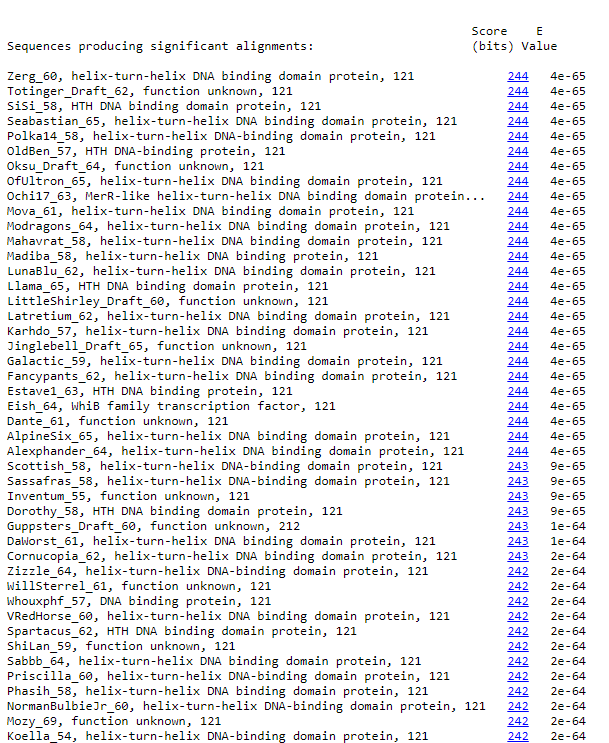 Score E
Sequences producing significant alignments: (bits) Value
Zerg_60, helix-turn-helix DNA binding domain protein, 121 244 4e-65
Totinger_Draft_62, function unknown, 121 244 4e-65
SiSi_58, HTH DNA binding domain protein, 121 244 4e-65
Seabastian_65, helix-turn-helix DNA binding domain protein, 121 244 4e-65
Polka14_58, helix-turn-helix DNA-binding domain protein, 121 244 4e-65
OldBen_57, HTH DNA-binding protein, 121 244 4e-65
Oksu_Draft_64, function unknown, 121 244 4e-65
OfUltron_65, helix-turn-helix DNA binding domain protein, 121 244 4e-65
Ochi17_63, MerR-like helix-turn-helix DNA binding domain protein... 244 4e-65
Mova_61, helix-turn-helix DNA binding domain protein, 121 244 4e-65
Modragons_64, helix-turn-helix DNA binding domain protein, 121 244 4e-65
Mahavrat_58, helix-turn-helix DNA binding domain protein, 121 244 4e-65
Madiba_58, helix-turn-helix DNA binding protein, 121 244 4e-65
LunaBlu_62, helix-turn-helix DNA binding domain protein, 121 244 4e-65
Llama_65, HTH DNA binding domain protein, 121 244 4e-65
LittleShirley_Draft_60, function unknown, 121 244 4e-65
Latretium_62, helix-turn-helix DNA binding domain protein, 121 244 4e-65
Karhdo_57, helix-turn-helix DNA-binding domain protein, 121 244 4e-65
Jinglebell_Draft_65, function unknown, 121 244 4e-65
Galactic_59, helix-turn-helix DNA binding domain protein, 121 244 4e-65
Fancypants_62, helix-turn-helix DNA binding domain protein, 121 244 4e-65
Estave1_63, HTH DNA binding protein, 121 244 4e-65
Eish_64, WhiB family transcription factor, 121 244 4e-65
Dante_61, function unknown, 121 244 4e-65
AlpineSix_65, helix-turn-helix DNA binding domain protein, 121 244 4e-65
Alexphander_64, helix-turn-helix DNA binding domain protein, 121 244 4e-65
Scottish_58, helix-turn-helix DNA-binding domain protein, 121 243 9e-65
Sassafras_58, helix-turn-helix DNA-binding domain protein, 121 243 9e-65
Inventum_55, function unknown, 121 243 9e-65
Dorothy_58, HTH DNA binding domain protein, 121 243 9e-65
Guppsters_Draft_60, function unknown, 212 243 1e-64
DaWorst_61, helix-turn-helix DNA binding domain protein, 121 243 1e-64
Cornucopia_62, helix-turn-helix DNA binding domain protein, 121 243 2e-64
Zizzle_64, helix-turn-helix DNA-binding domain protein, 121 242 2e-64
WillSterrel_61, function unknown, 121 242 2e-64
Whouxphf_57, DNA binding protein, 121 242 2e-64
VRedHorse_60, helix-turn-helix DNA binding domain protein, 121 242 2e-64
Spartacus_62, HTH DNA binding domain protein, 121 242 2e-64
ShiLan_59, function unknown, 121 242 2e-64
Sabbb_64, helix-turn-helix DNA binding domain protein, 121 242 2e-64
Priscilla_60, helix-turn-helix DNA-binding domain protein, 121 242 2e-64
Phasih_58, helix-turn-helix DNA binding domain protein, 121 242 2e-64
NormanBulbieJr_60, helix-turn-helix DNA-binding domain protein, 121 242 2e-64
Mozy_69, function unknown, 121 242 2e-64
Koella_54, helix-turn-helix DNA-binding domain protein, 121 242 2e-64